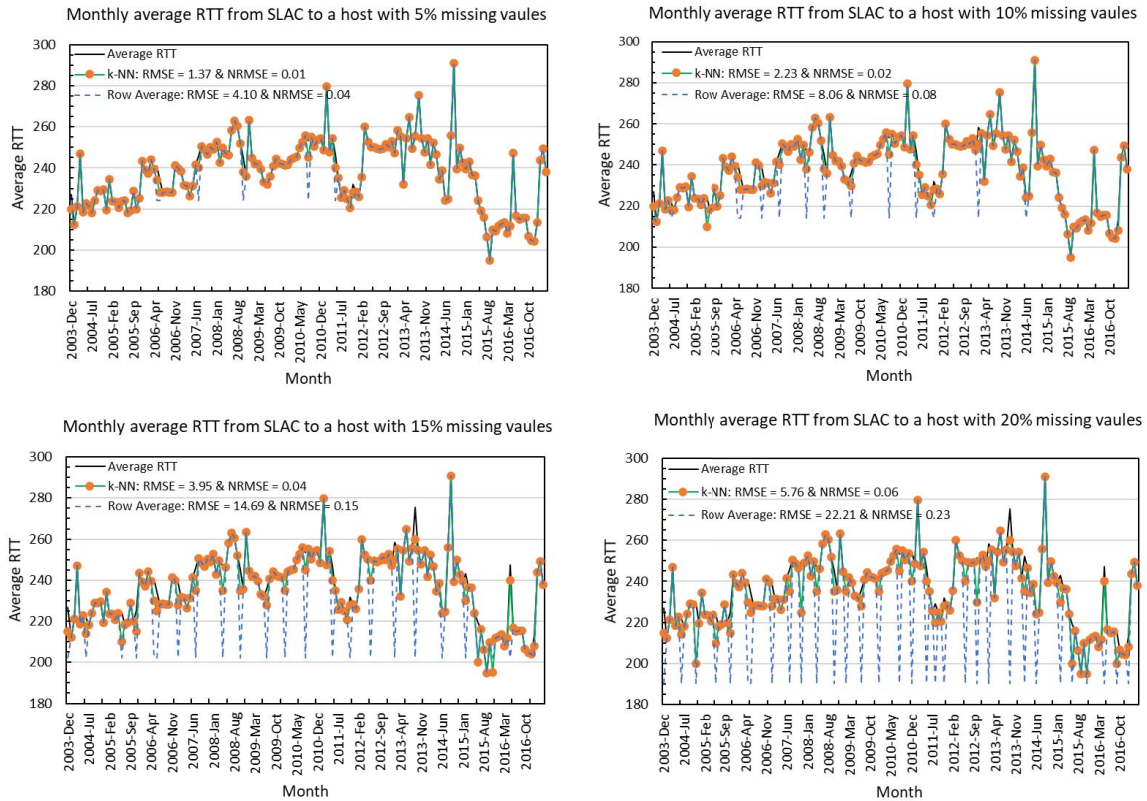 Monthly average RTT from SLAC to a host with 5% missing vaules
300
280
260
240
220
200
180
Average RTT
Average RTT
k-NN: RMSE = 1.37 & NRMSE = 0.01
Row Average: RMSE = 4.10 & NRMSE = 0.04
2003-Dec
2004-Jul
2005-Feb
2005-Sep
2006-Apr
2006-Nov
2007-Jun
2008-Jan
2008-Aug
2009-Mar
2009-Oct
2010-May
2010-Dec
2011-Jul
2012-Feb
2012-Sep
2013-Apr
2013-Nov
2014-Jun
2015-Jan
2015-Aug
2016-Mar
2016-Oct
Month
Monthly average RTT from SLAC to a host with 10% missing vaules
300
280
260
240
220
200
180
Average RTT
Average RTT
k-NN: RMSE = 2.23 & NRMSE = 0.02
Row Average: RMSE = 8.06 & NRMSE = 0.08
2003-Dec
2004-Jul
2005-Feb
2005-Sep
2006-Apr
2006-Nov
2007-Jun
2008-Jan
2008-Aug
2009-Mar
2009-Oct
2010-May
2010-Dec
2011-Jul
2012-Feb
2012-Sep
2013-Apr
2013-Nov
2014-Jun
2015-Jan
2015-Aug
2016-Mar
2016-Oct
Month
Monthly average RTT from SLAC to a host with 15% missing vaules
300
280
260
240
220
200
180
Average RTT
Average RTT
k-NN: RMSE = 3.95 & NRMSE = 0.04
Row Average: RMSE = 14.69 & NRMSE = 0.15
2003-Dec
2004-Jul
2005-Feb
2005-Sep
2006-Apr
2006-Nov
2007-Jun
2008-Jan
2008-Aug
2009-Mar
2009-Oct
2010-May
2010-Dec
2011-Jul
2012-Feb
2012-Sep
2013-Apr
2013-Nov
2014-Jun
2015-Jan
2015-Aug
2016-Mar
2016-Oct
Month
Monthly average RTT from SLAC to a host with 20% missing vaules
300
280
260
240
220
200
180
Average RTT
Average RTT
k-NN: RMSE = 5.76 & NRMSE = 0.06
Row Average: RMSE = 22.21 & NRMSE = 0.23
2003-Dec
2004-Jul
2005-Feb
2005-Sep
2006-Apr
2006-Nov
2007-Jun
2008-Jan
2008-Aug
2009-Mar
2009-Oct
2010-May
2010-Dec
2011-Jul
2012-Feb
2012-Sep
2013-Apr
2013-Nov
2014-Jun
2015-Jan
2015-Aug
2016-Mar
2016-Oct
Month